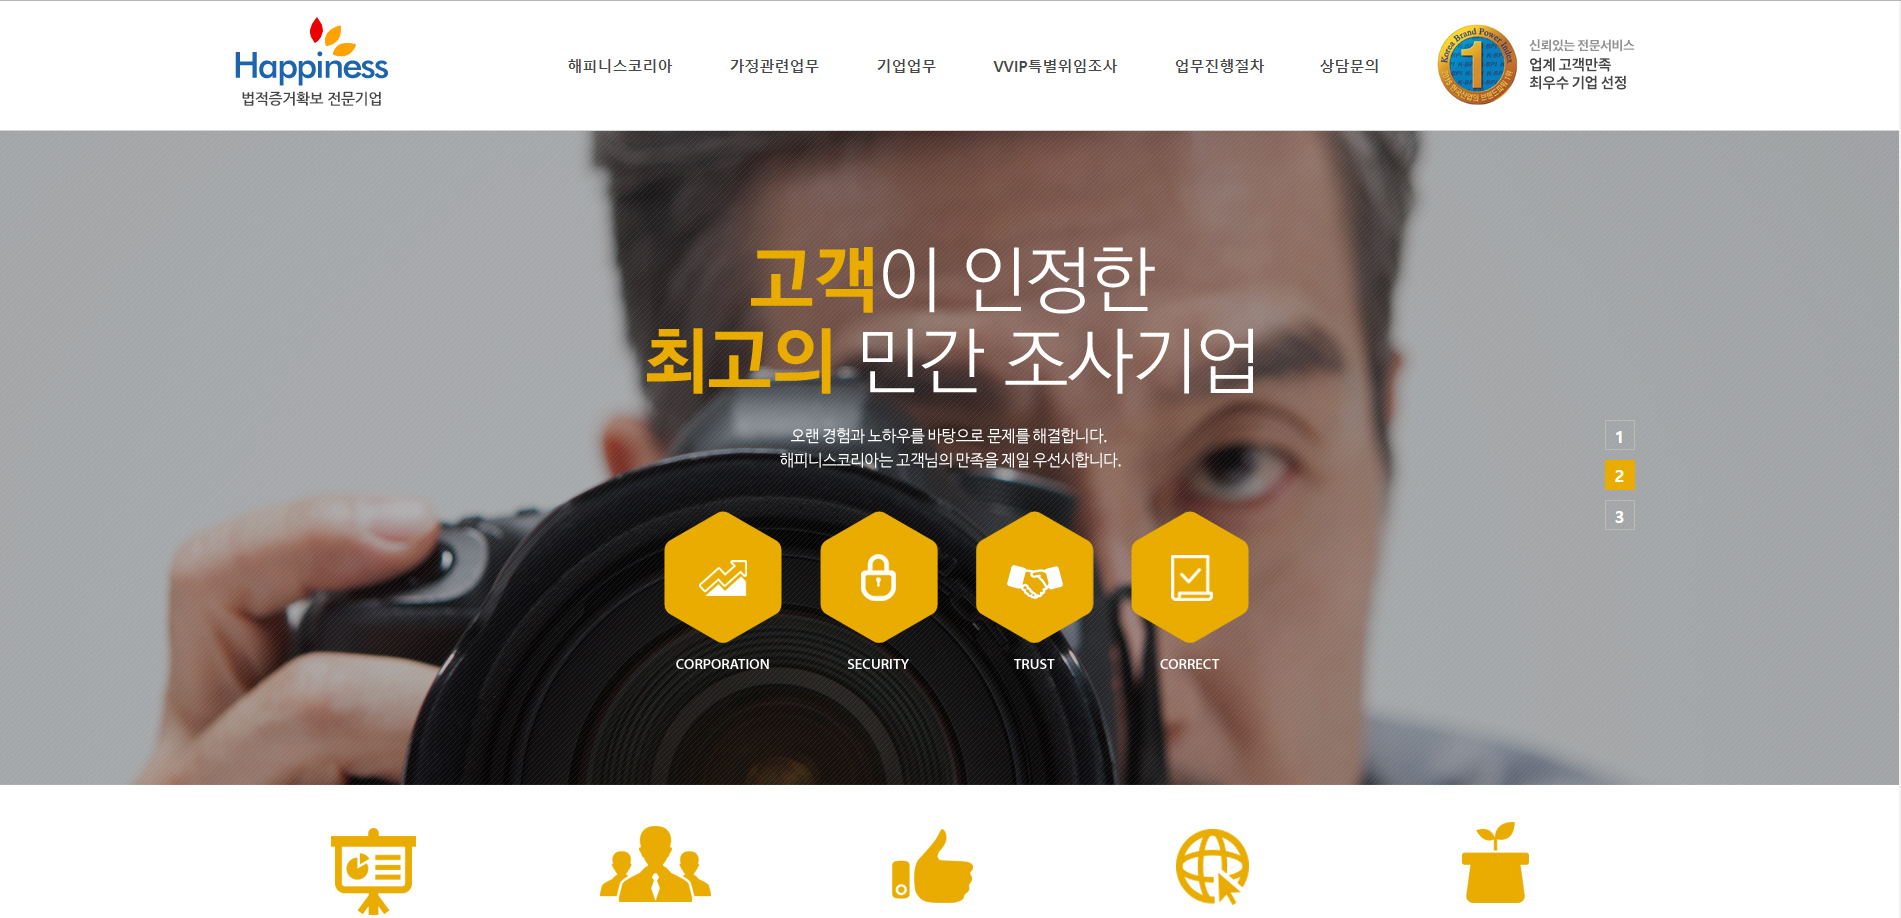 Happiness
법적증거확보 전문기업
해피니스코리아
가정관련업무
기업업무
VVIP특별위임조사
업무진행절차
상담문의
Korea Brand Power Index
1
신뢰있는 전문서비스
업계 고객만족
최우수 기업 선정
고객이 인정한
최고의 민간 조사기업
오랜 경험과 노하우를 바탕으로 문제를 해결합니다.
해피니스코리아는 고객님의 만족을 제일 우선시합니다.
1
2
3
CORPORATION
SECURITY
TRUST
CORRECT